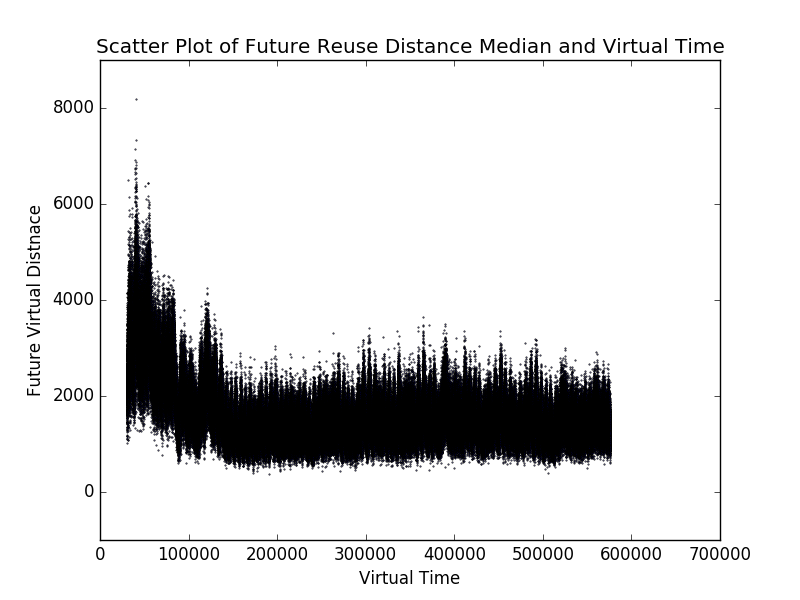 Scatter Plot of Future Reuse Distance Median and Virtual Time
8000
6000
4000
2000
0
Future Virtual Distnace
0 100000 200000 300000 400000 500000 600000 700000
Virtual Time